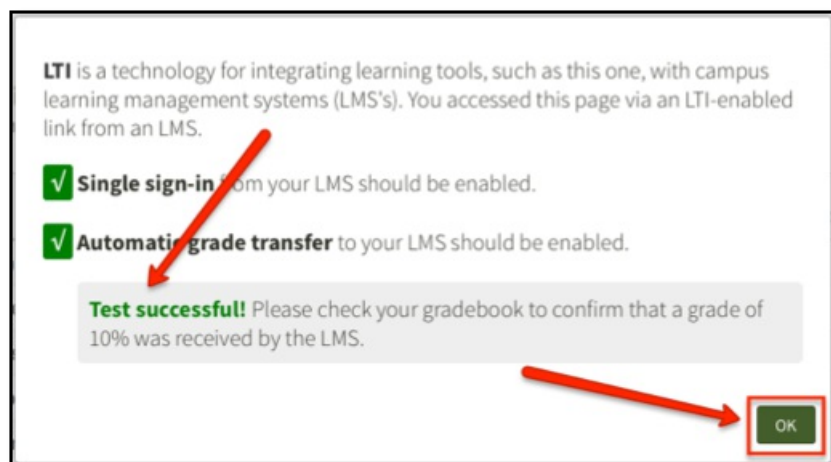 LTI is a technology for integrating learning tools, such as this one, with campus
learning management systems (LMS's). You accessed this page via an LTI-enabled
link from an LMS.
√ Single sign-in from your LMS should be enabled.
√ Automatic grade transfer to your LMS should be enabled.
Test successful! Please check your gradebook to confirm that a grade of
10% was received by the LMS.
OK